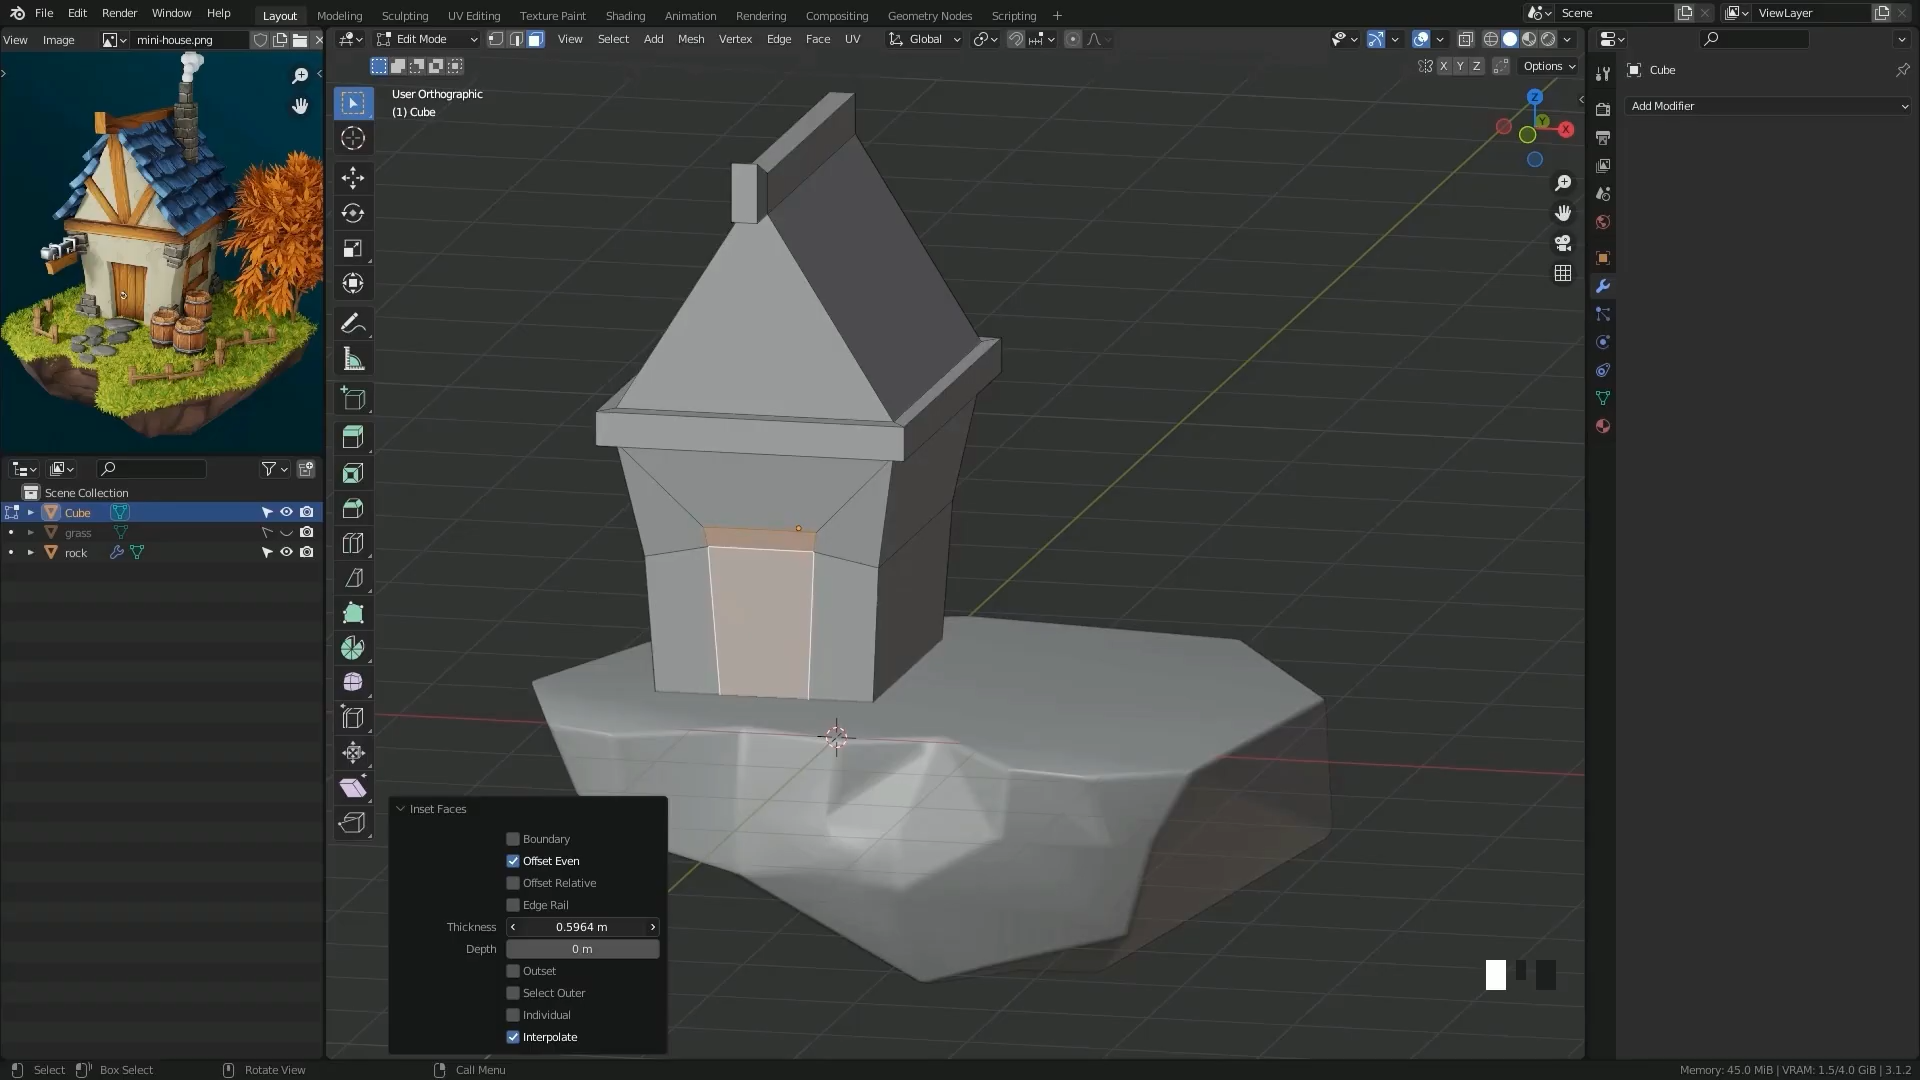 File Edit Render Window Help Layout Modeling Sculpting UV Editing Texture Paint Shading Animation Rendering Compositing Geometry Nodes Scripting + Scene ViewLayer
View Image mini-house.png Edit Mode View Select Add Mesh Vertex Edge Face UV Global
X Y Z Options
User Orthographic
(1) Cube
Cube
Add Modifier
Z
Y
X
Scene Collection
Cube
grass
rock
Inset Faces
Boundary
Offset Even
Offset Relative
Edge Rail
Thickness 0.5964 m
Depth 0 m
Outset
Select Outer
Individual
Interpolate
Select Box Select Rotate View Call Menu Memory: 45.0 MiB | VRAM: 1.5/4.0 GiB | 3.1.2